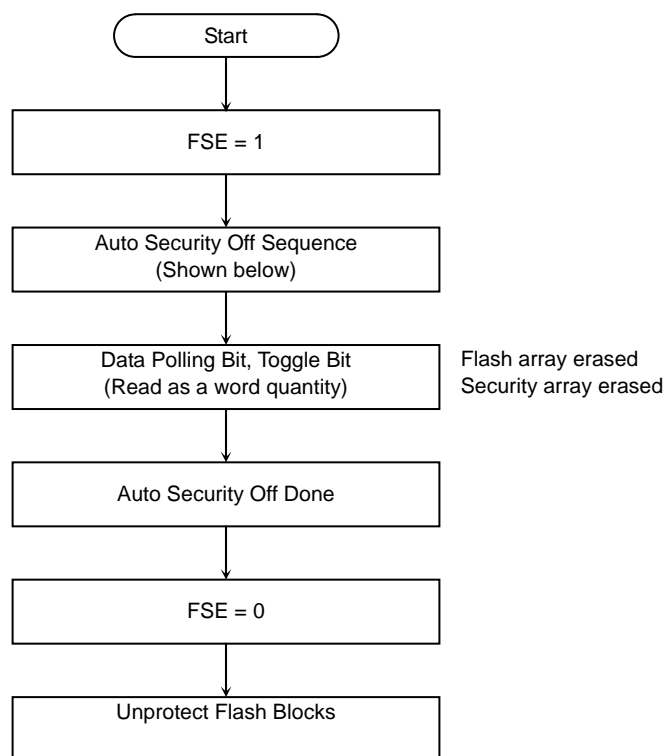 Start
FSE = 1
Auto Security Off Sequence
(Shown below)
Data Polling Bit, Toggle Bit
(Read as a word quantity)
Flash array erased
Security array erased
Auto Security Off Done
FSE = 0
Unprotect Flash Blocks